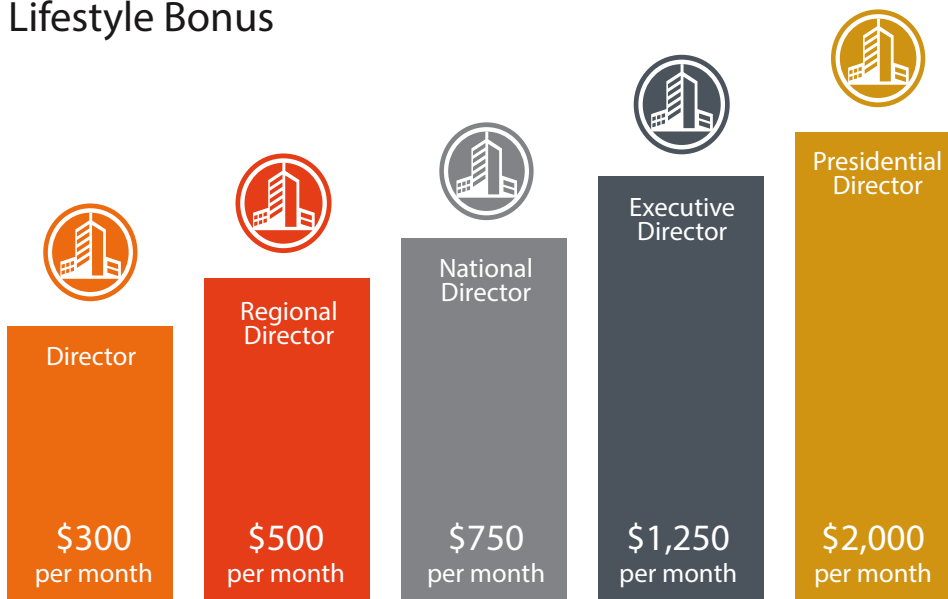 Lifestyle Bonus
Director
$300
per month
Regional
Director
$500
per month
National
Director
$750
per month
Executive
Director
$1,250
per month
Presidential
Director
$2,000
per month